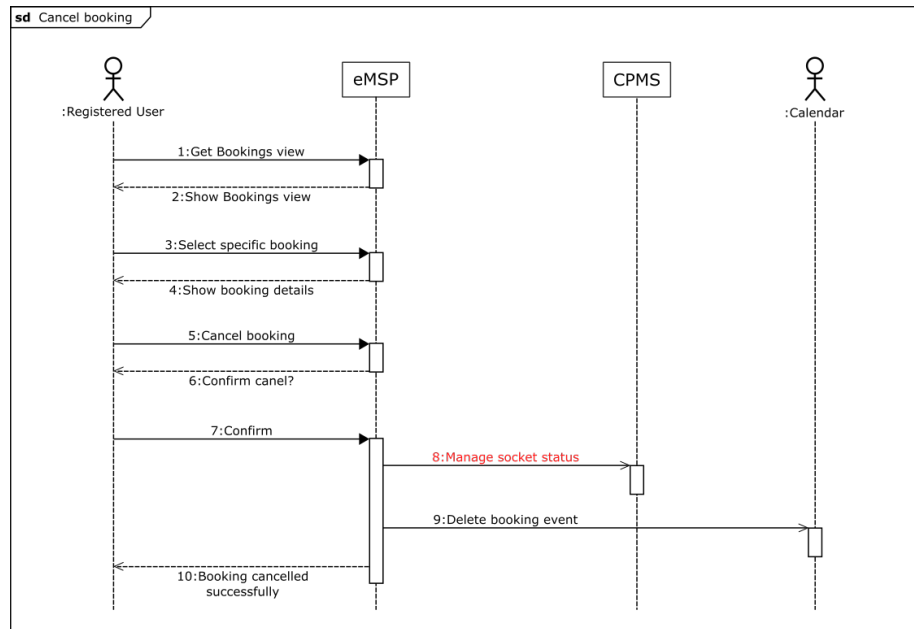 sd Cancel booking
eMSP
CPMS
:Registered User
:Calendar
1:Get Bookings view
2:Show Bookings view
3:Select specific booking
4:Show booking details
5:Cancel booking
6:Confirm canel?
7:Confirm
8:Manage socket status
9:Delete booking event
10:Booking cancelled
successfully